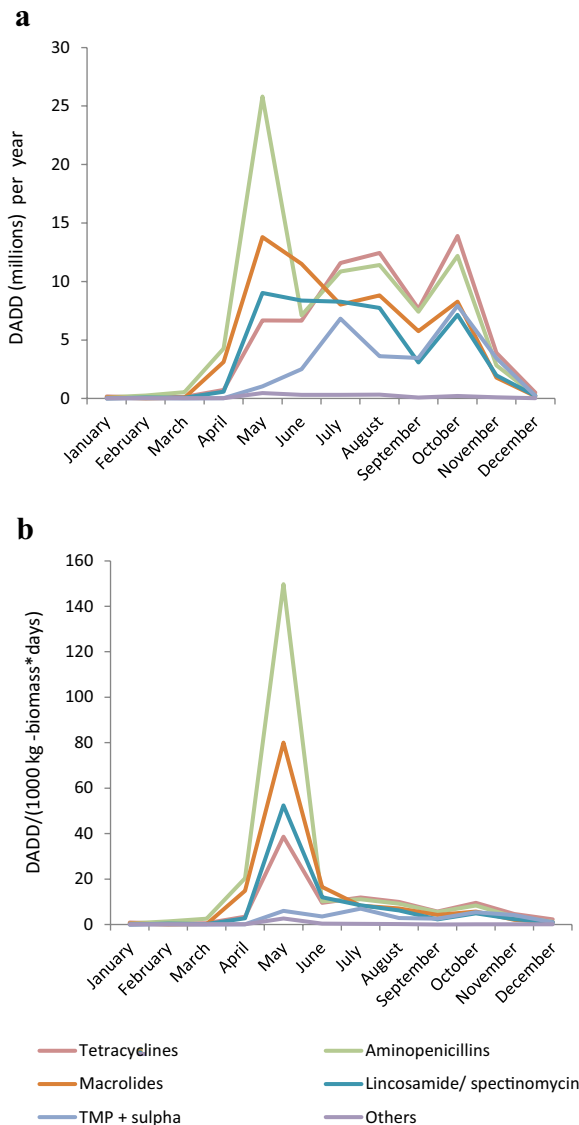 a
DADD (millions) per year
30
25
20
15
10
5
0
January
February
March
April
May
June
July
August
September
October
November
December
b
DADD/(1000 kg -biomass*days)
160
140
120
100
80
60
40
20
0
January
February
March
April
May
June
July
August
September
October
November
December
Tetracyclines
Aminopenicillins
Macrolides
Lincosamide/ spectinomycin
TMP + sulpha
Others